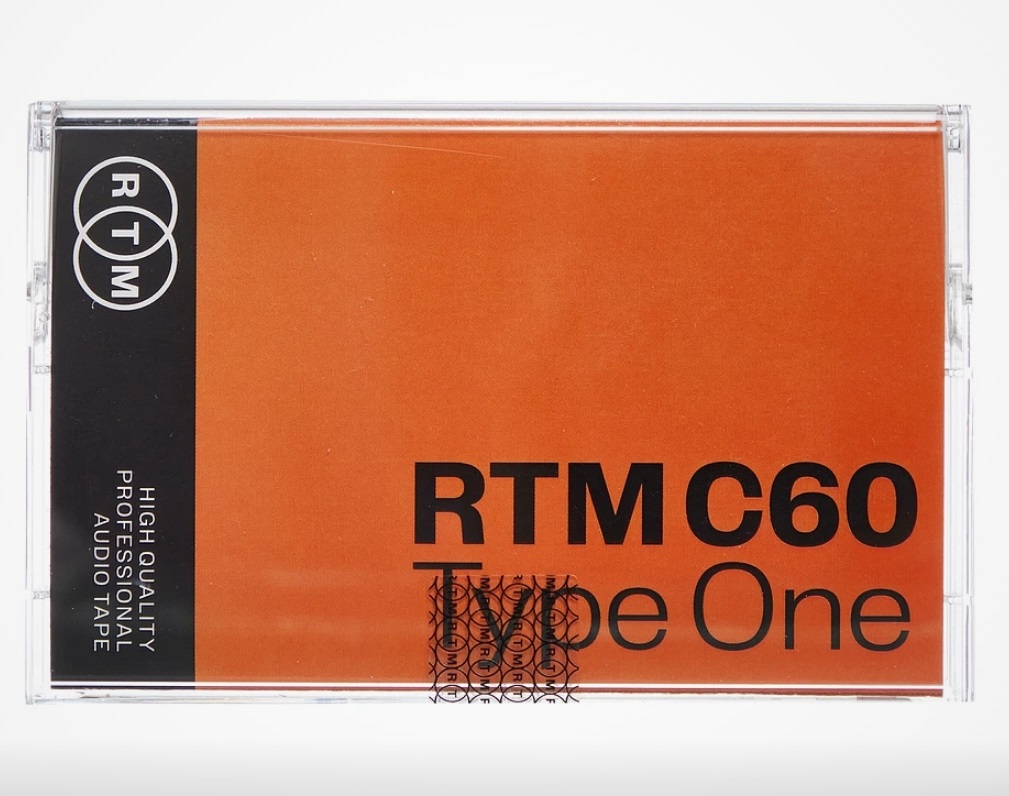 RTM
HIGH QUALITY
PROFESSIONAL
AUDIO TAPE
RTM C60
Type One